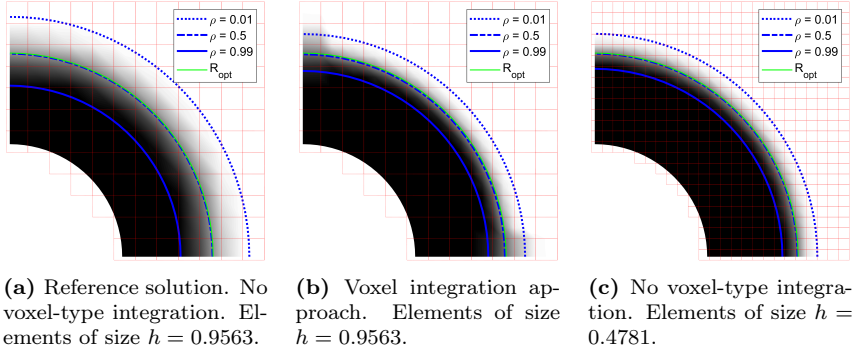 ρ = 0.01
ρ = 0.5
ρ = 0.99
R_opt
ρ = 0.01
ρ = 0.5
ρ = 0.99
R_opt
ρ = 0.01
ρ = 0.5
ρ = 0.99
R_opt
(a) Reference solution. No
voxel-type integration. El-
ements of size h = 0.9563.
(b) Voxel integration ap-
proach. Elements of size
h = 0.9563.
(c) No voxel-type integra-
tion. Elements of size h =
0.4781.